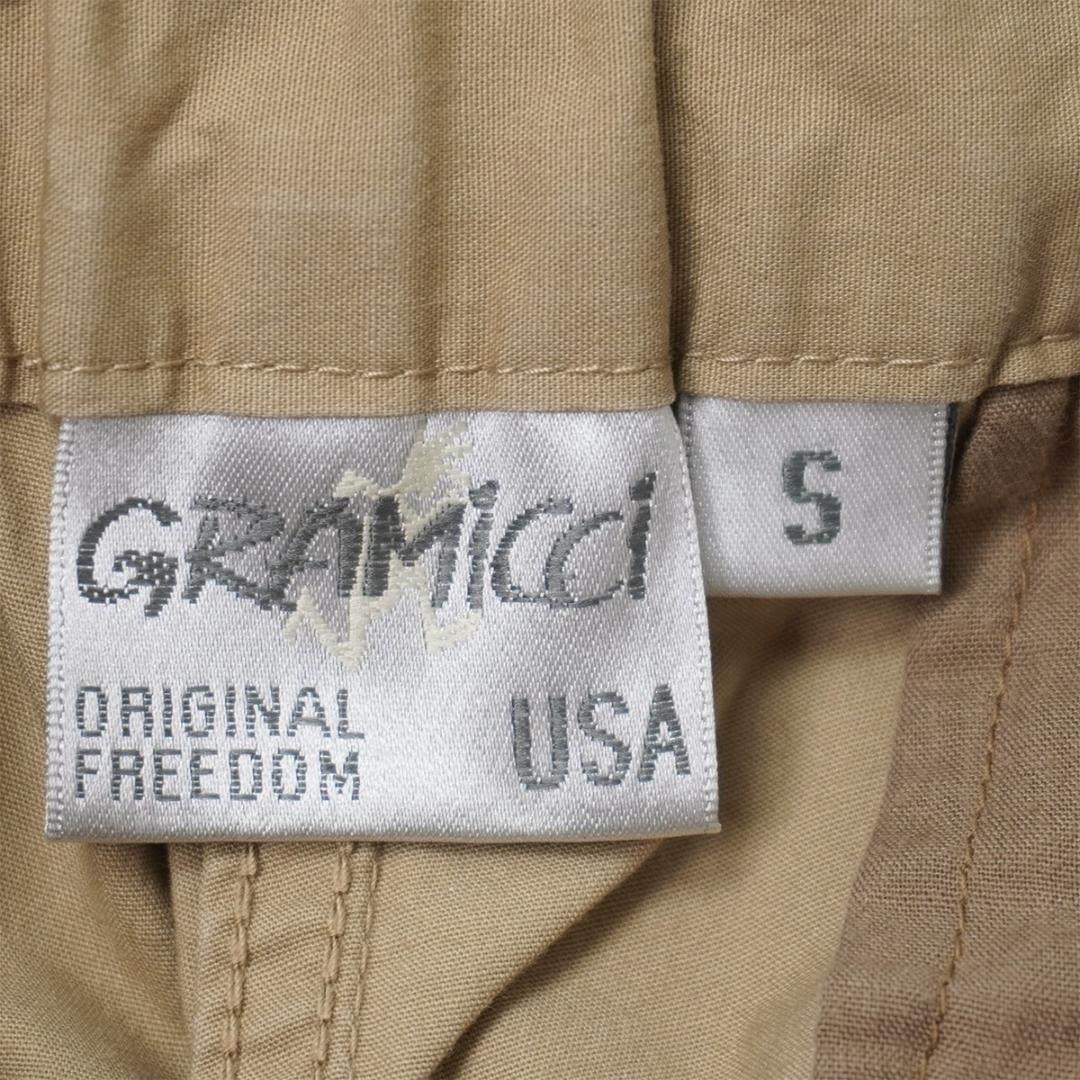 GRAMiCCi
S
ORIGINAL
FREEDOM
USA